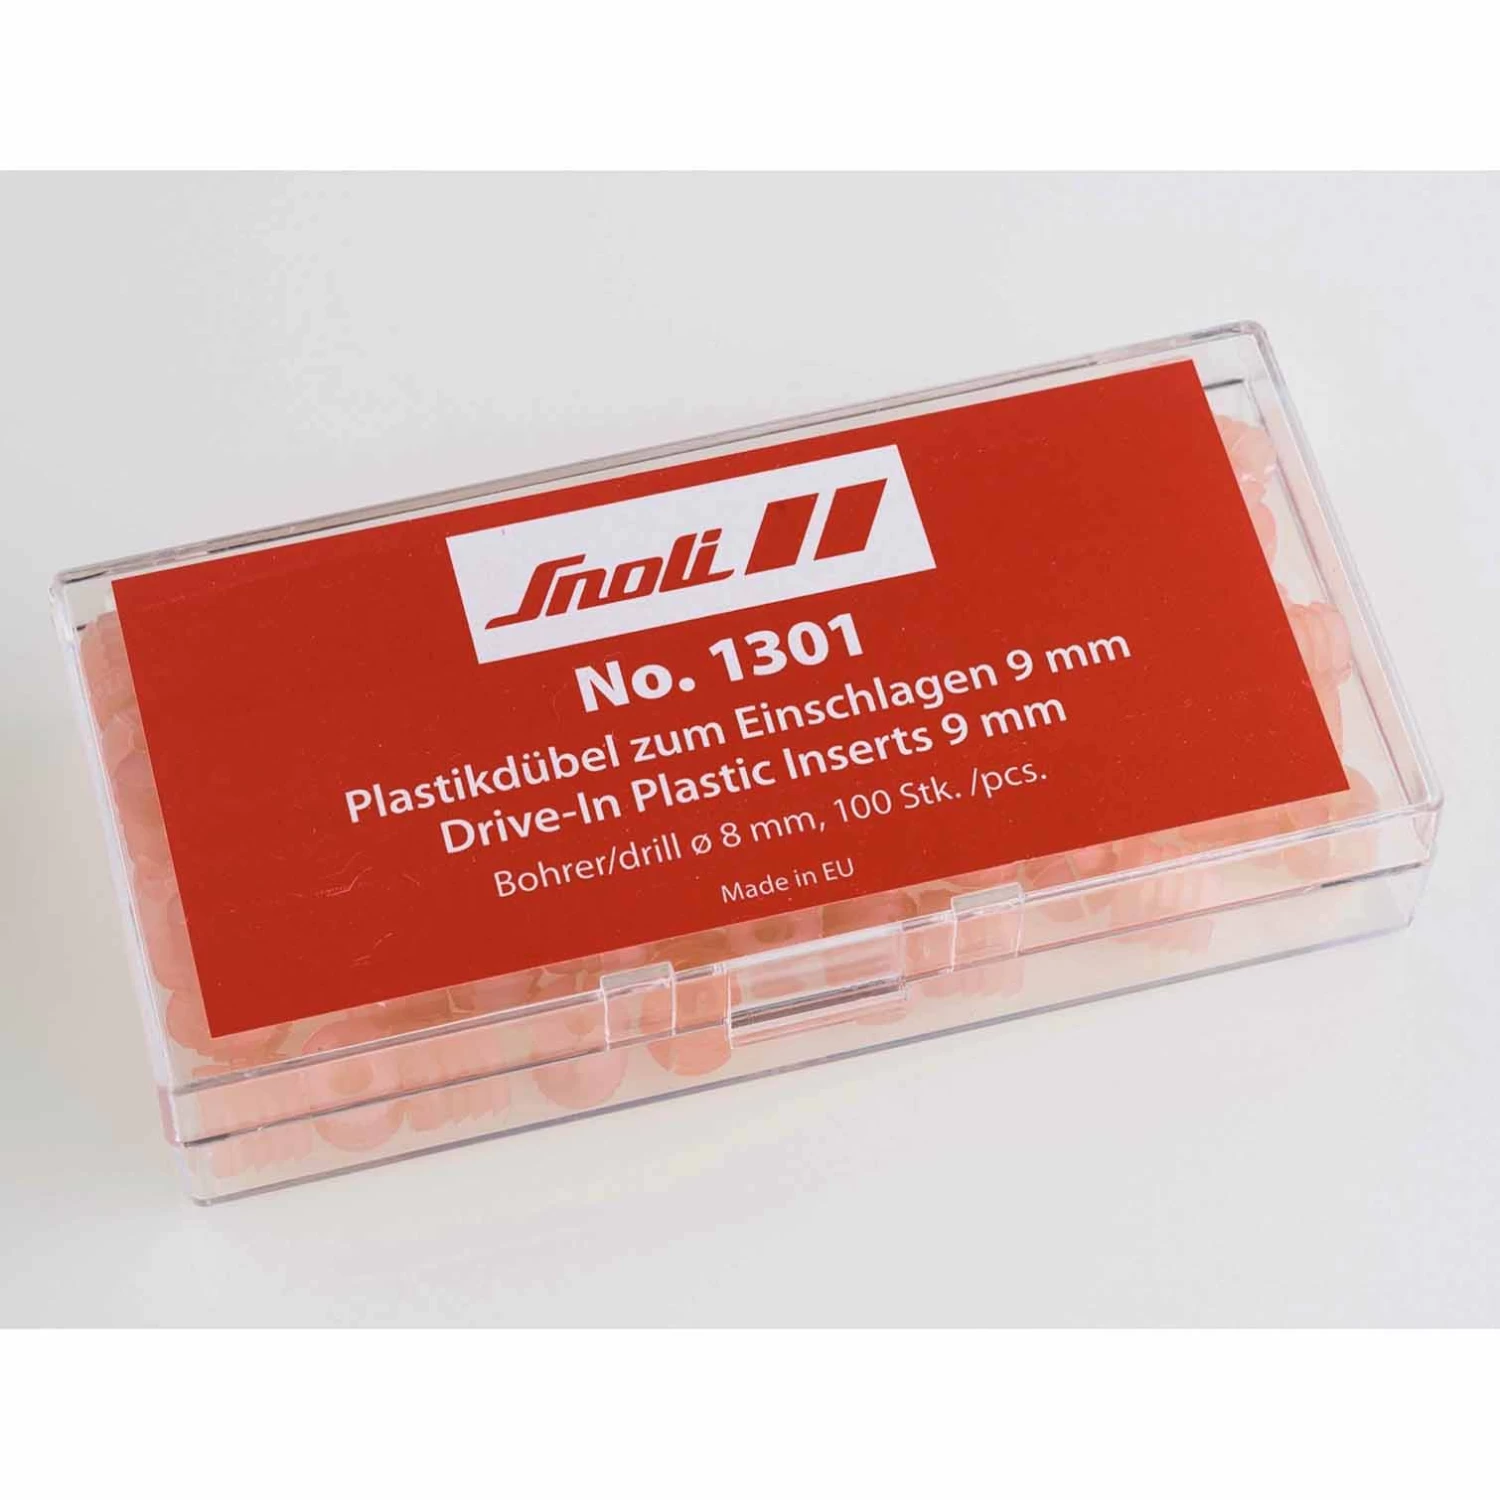 Snoli
No. 1301
Plastikdübel zum Einschlagen 9 mm
Drive-In Plastic Inserts 9 mm
Bohrer/drill ø 8 mm, 100 Stk. /pcs.
Made in EU